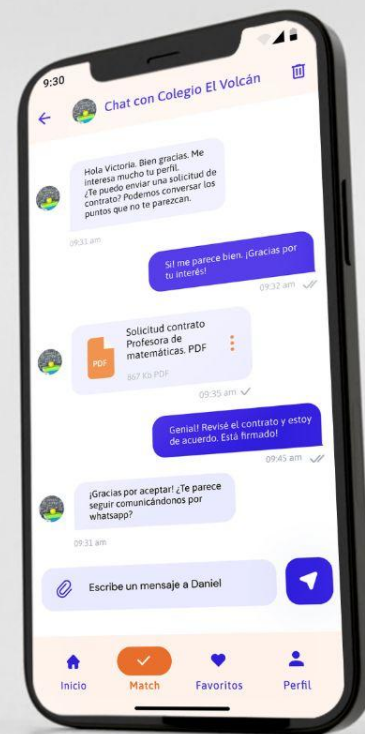 9:30
Chat con Colegio El Volcán
Hola Victoria. Bien gracias. Me
interesa mucho tu perfil.
¿Te puedo enviar una solicitud de
contrato? Podemos conversar los
puntos que no te parezcan.
09:31 am
Si! me parece bien. ¡Gracias por
tu interés!
09:32 am
Solicitud contrato
Profesora de
matemáticas. PDF
PDF
867 Kb PDF
09:35 am
Genial! Revisé el contrato y estoy
de acuerdo. Está firmado!
09:45 am
¡Gracias por aceptar! ¿Te parece
seguir comunicándonos por
whatsapp?
09:31 am
Escribe un mensaje a Daniel
Inicio
Match
Favoritos
Perfil